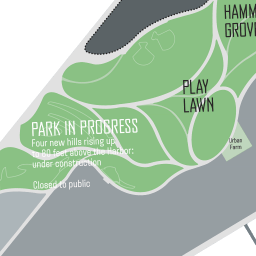 HAMM
GROVE
PLAY
LAWN
PARK IN PROGRESS
Four new hills rising up
to 80 feet above the Harbor:
under construction
Closed to public
Urban
Farm